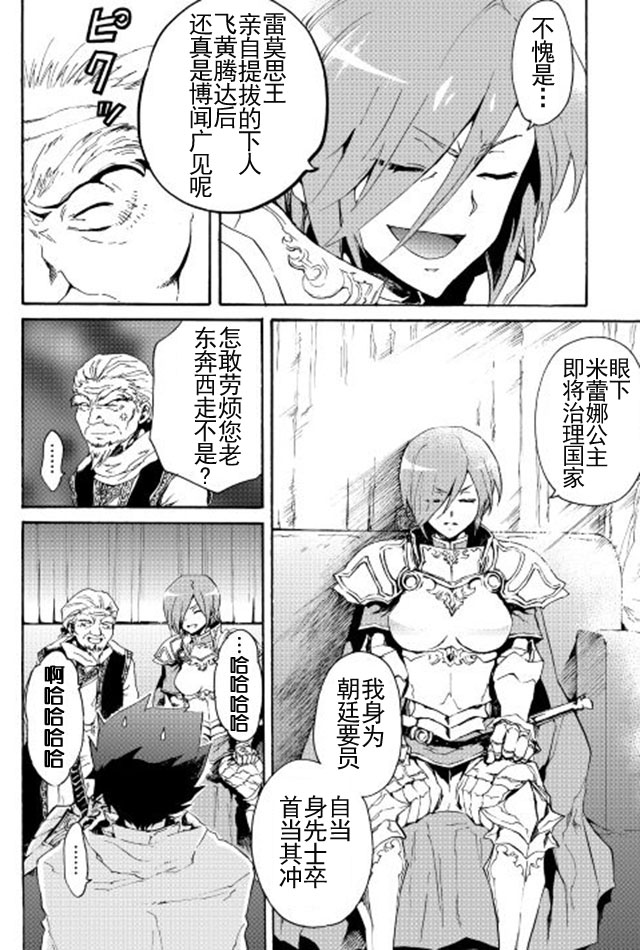 不愧是…
雷莫思王
亲自提拔的下人
飞黄腾达后
还真是博闻广见呢
ピクッ
眼下
米蕾娜公主
即将治理国家
我身为
朝廷要员
自当
身先士卒
首当其冲
怎敢劳烦您老
东奔西走不是?
……
…哈哈哈哈
啊哈哈哈哈